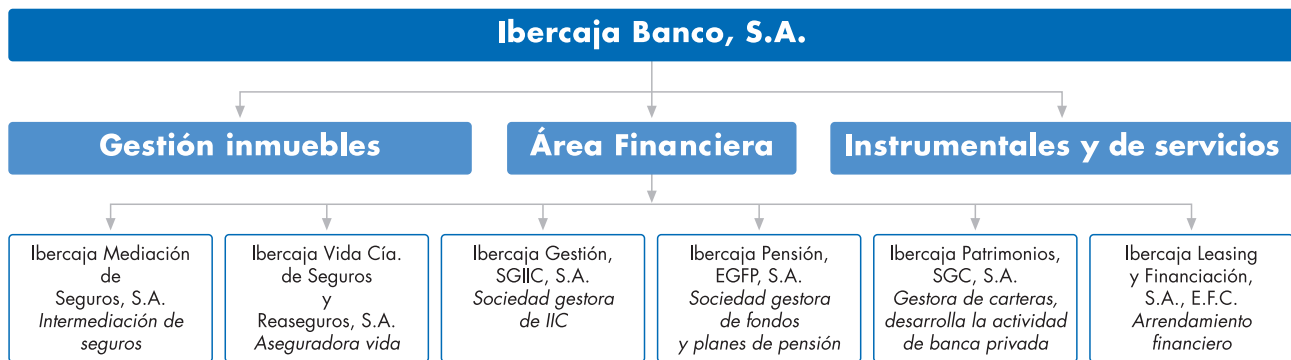 Ibercaja Banco, S.A.
Gestión inmuebles
Área Financiera
Instrumentales y de servicios
Ibercaja Mediación
de
Seguros, S.A.
Intermediación de
seguros
Ibercaja Vida Cía.
de Seguros
y
Reaseguros, S.A.
Aseguradora vida
Ibercaja Gestión,
SGIIC, S.A.
Sociedad gestora
de IIC
Ibercaja Pensión,
EGFP, S.A.
Sociedad gestora
de fondos
y planes de pensión
Ibercaja Patrimonios,
SGC, S.A.
Gestora de carteras,
desarrolla la actividad
de banca privada
Ibercaja Leasing
y Financiación,
S.A., E.F.C.
Arrendamiento
financiero